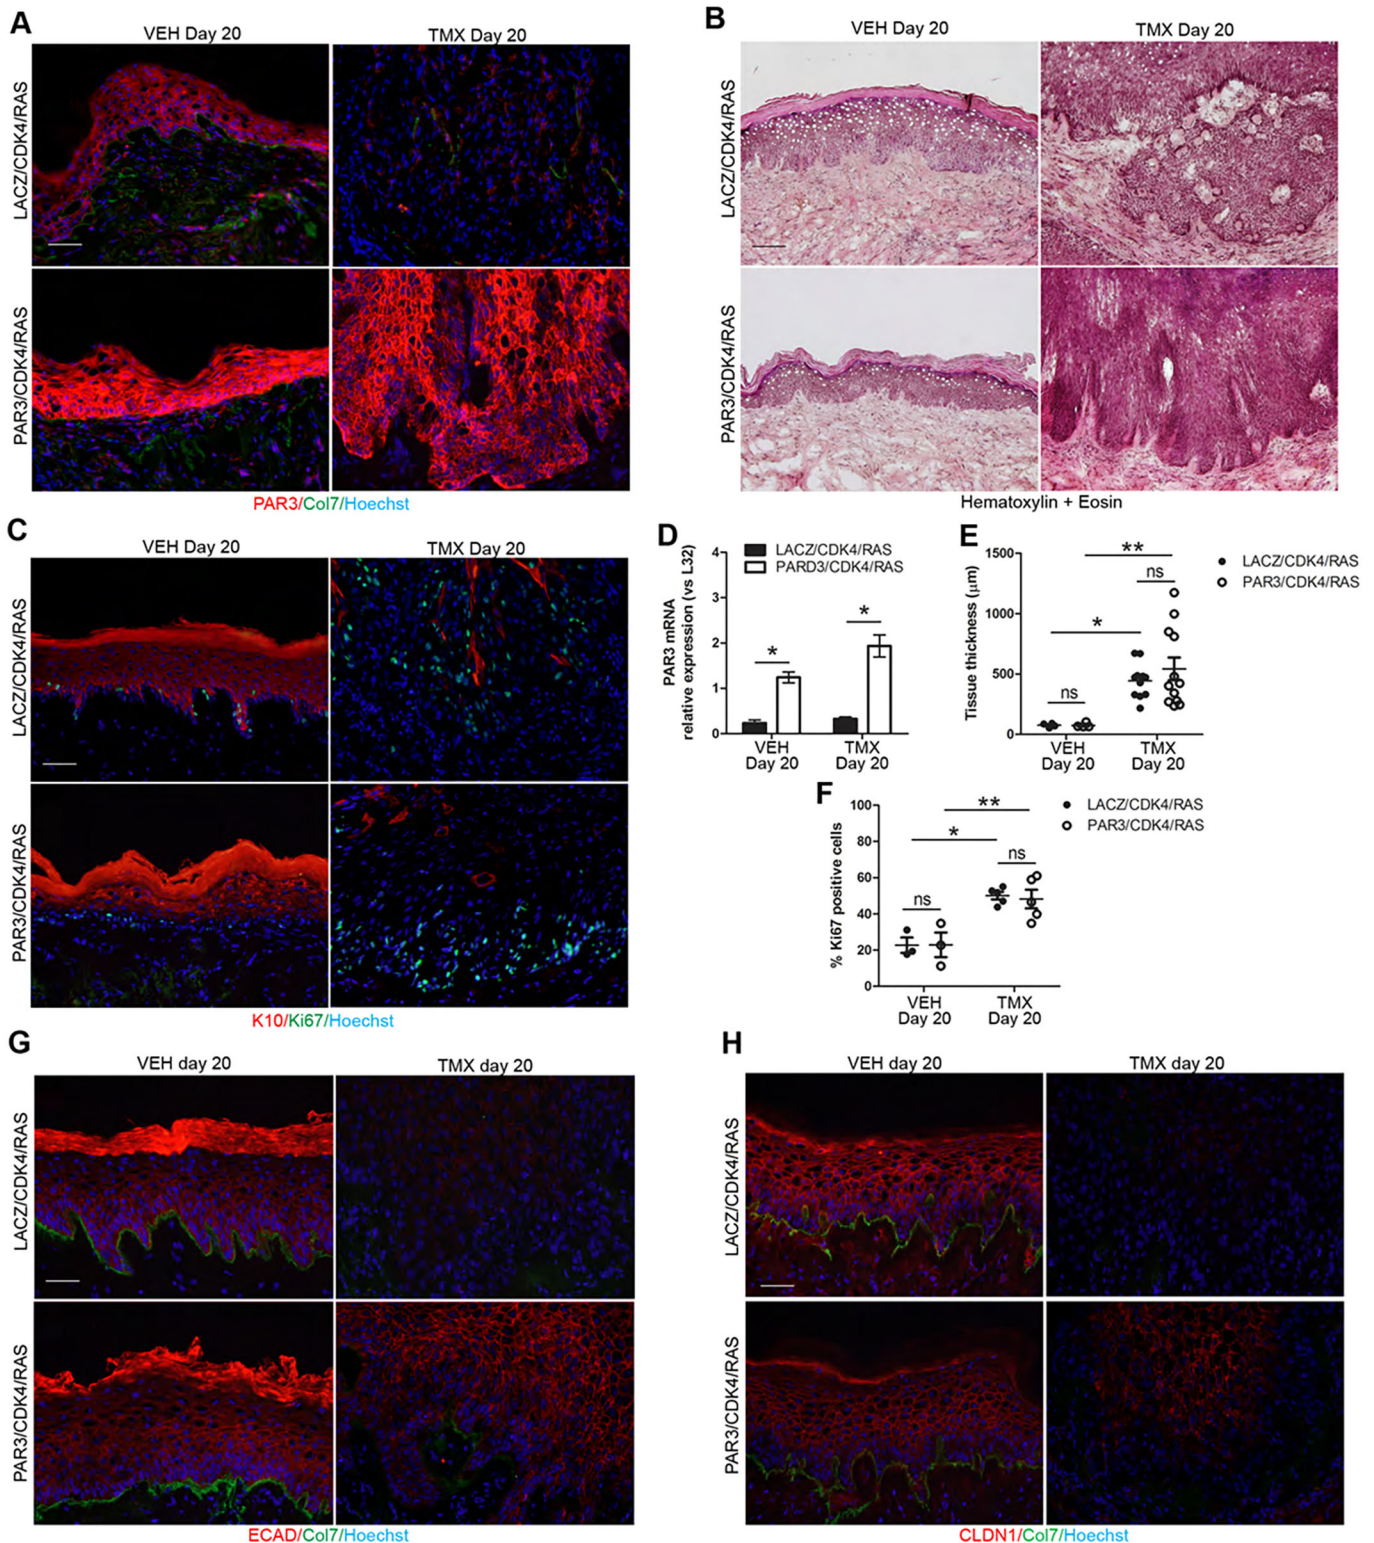 A
VEH Day 20
TMX Day 20
LACZ/CDK4/RAS
PAR3/CDK4/RAS
PAR3/Col7/Hoechst
B
VEH Day 20
TMX Day 20
LACZ/CDK4/RAS
PAR3/CDK4/RAS
Hematoxylin + Eosin
C
VEH Day 20
TMX Day 20
LACZ/CDK4/RAS
PAR3/CDK4/RAS
K10/Ki67/Hoechst
D
PAR3 mRNA
relative expression (vs L32)
4
3
2
1
0
LACZ/CDK4/RAS
PARD3/CDK4/RAS
*
*
VEH
Day 20
TMX
Day 20
E
Tissue thickness (µm)
1500
1000
500
0
**
ns
*
ns
LACZ/CDK4/RAS
PAR3/CDK4/RAS
VEH
Day 20
TMX
Day 20
F
% Ki67 positive cells
100
80
60
40
20
0
**
*
ns
ns
LACZ/CDK4/RAS
PAR3/CDK4/RAS
VEH
Day 20
TMX
Day 20
G
VEH day 20
TMX day 20
LACZ/CDK4/RAS
PAR3/CDK4/RAS
ECAD/Col7/Hoechst
H
VEH day 20
TMX day 20
LACZ/CDK4/RAS
PAR3/CDK4/RAS
CLDN1/Col7/Hoechst